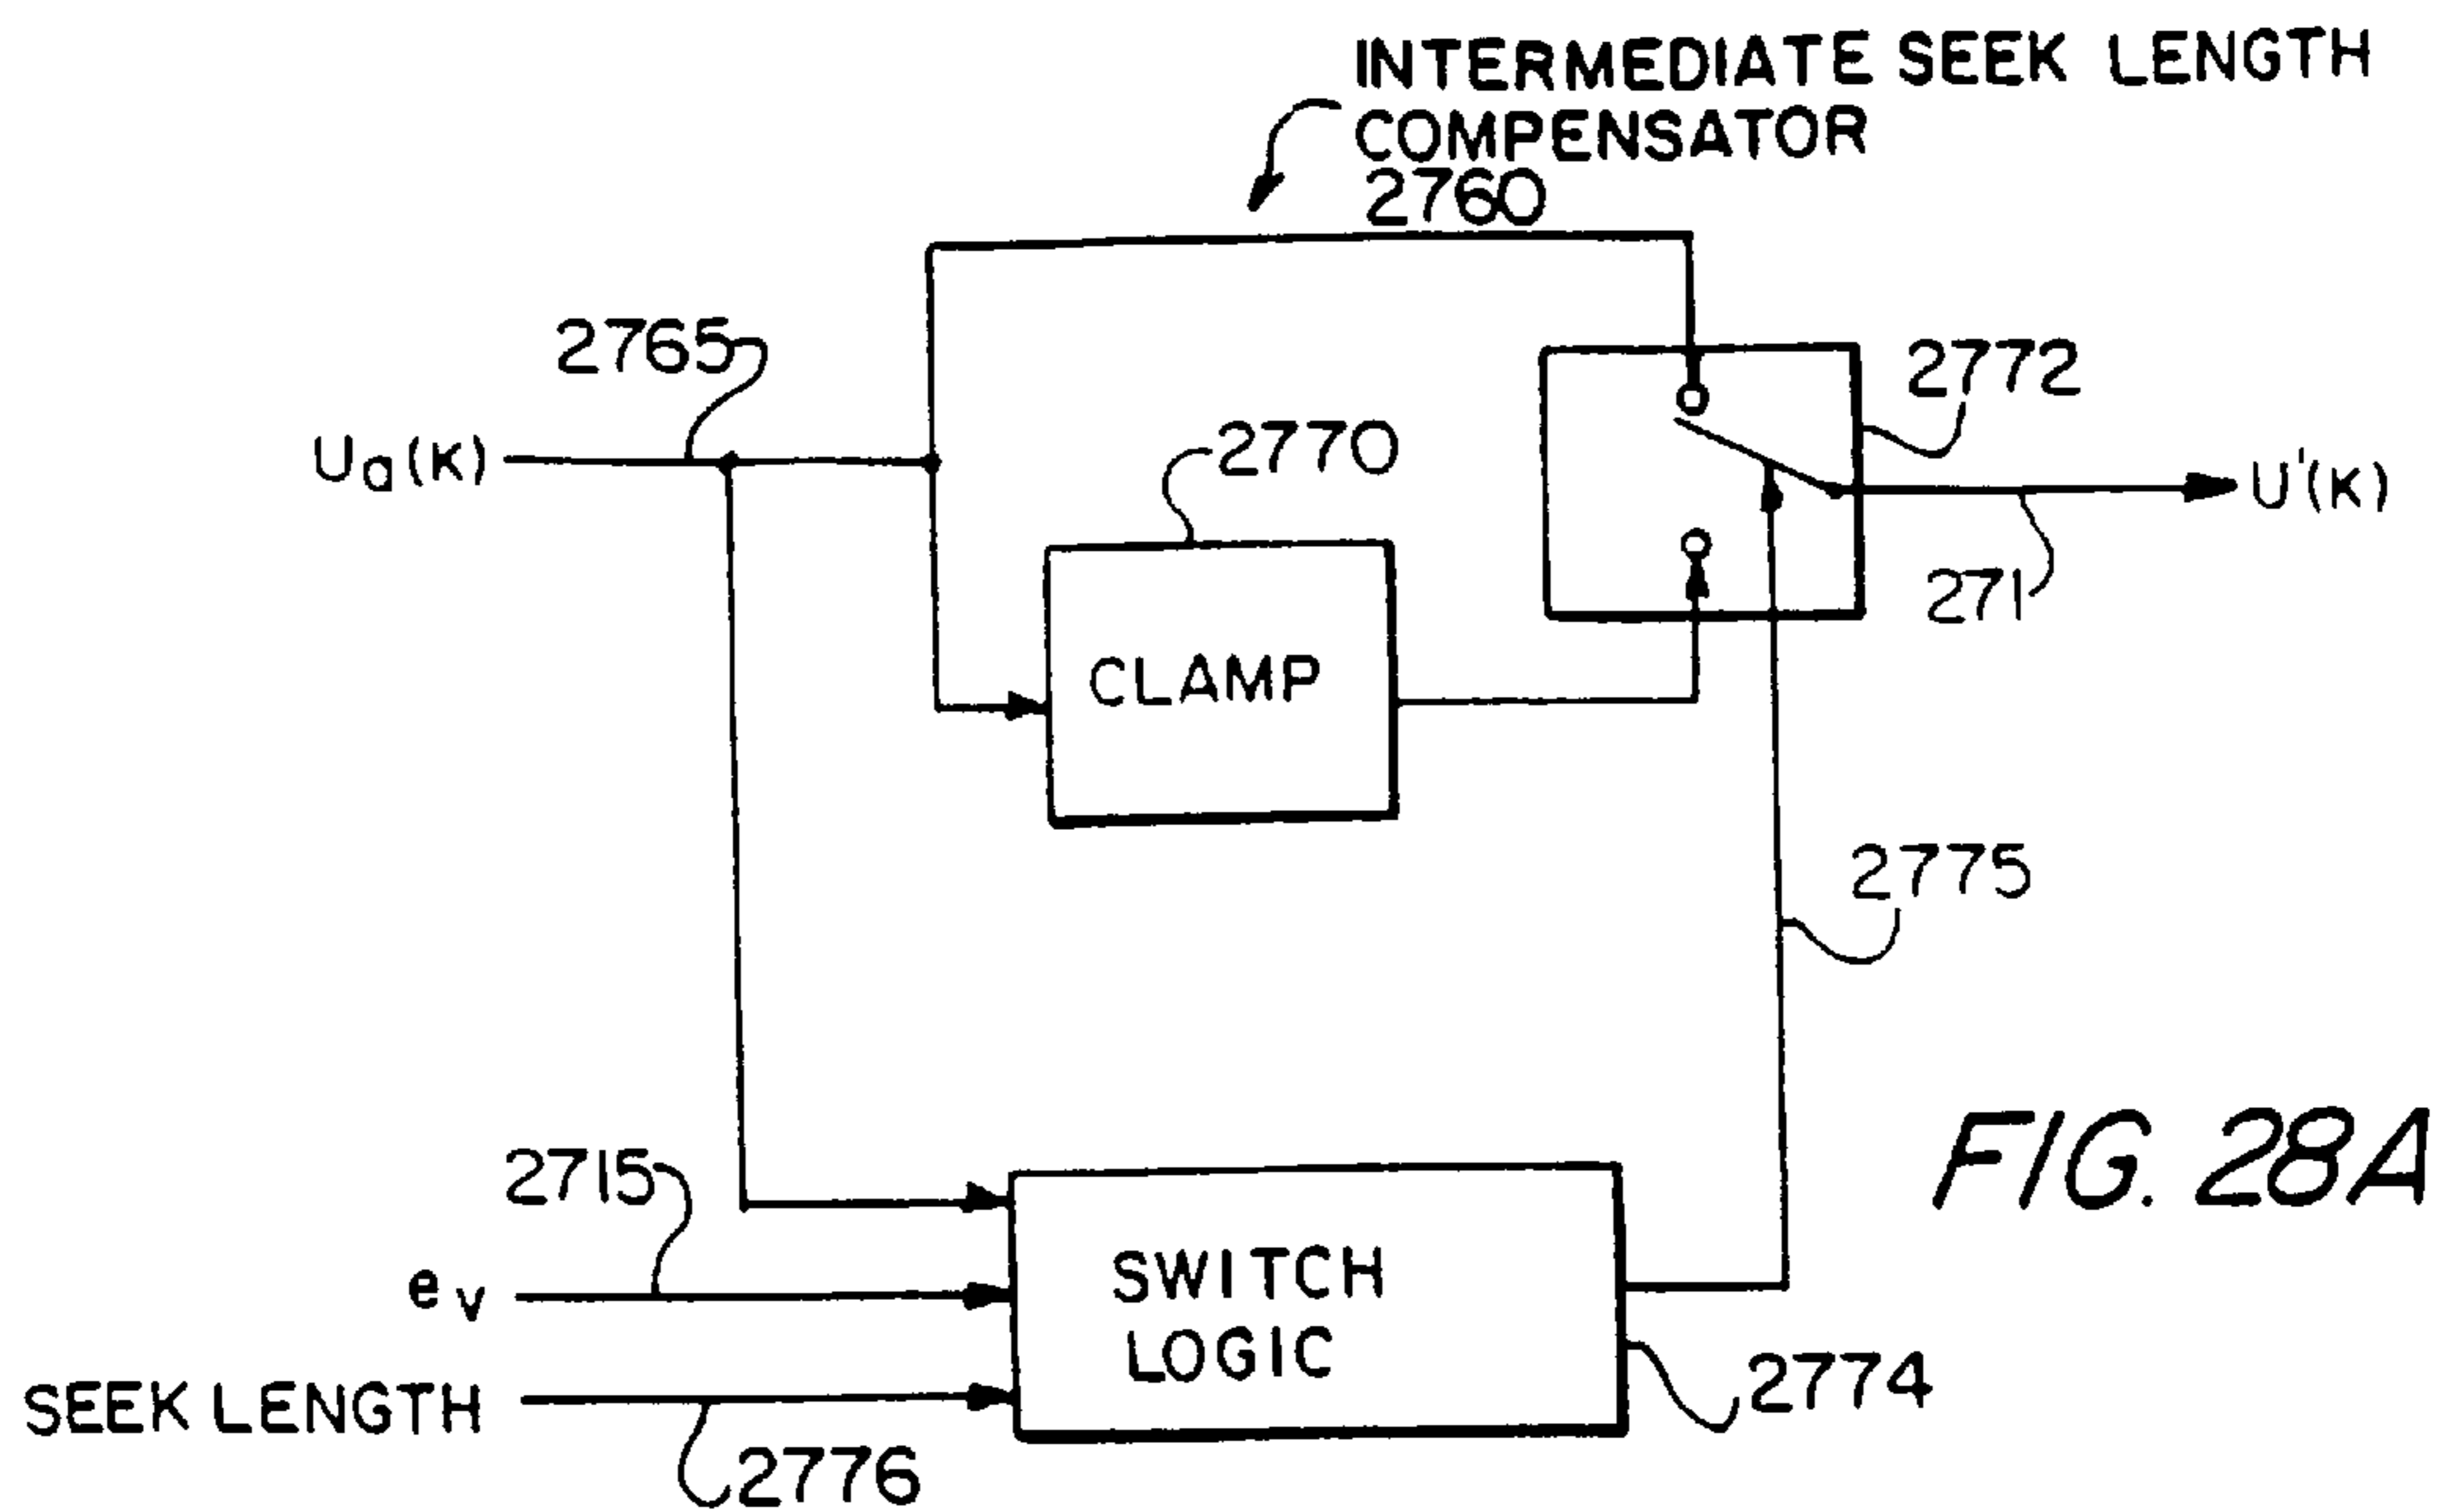 INTERMEDIATE SEEK LENGTH
COMPENSATOR
2760
2765
2772
Ua(K)
2770
U'(K)
271
CLAMP
2775
FIG. 28A
2715
ev
SWITCH
LOGIC
SEEK LENGTH
2774
2776